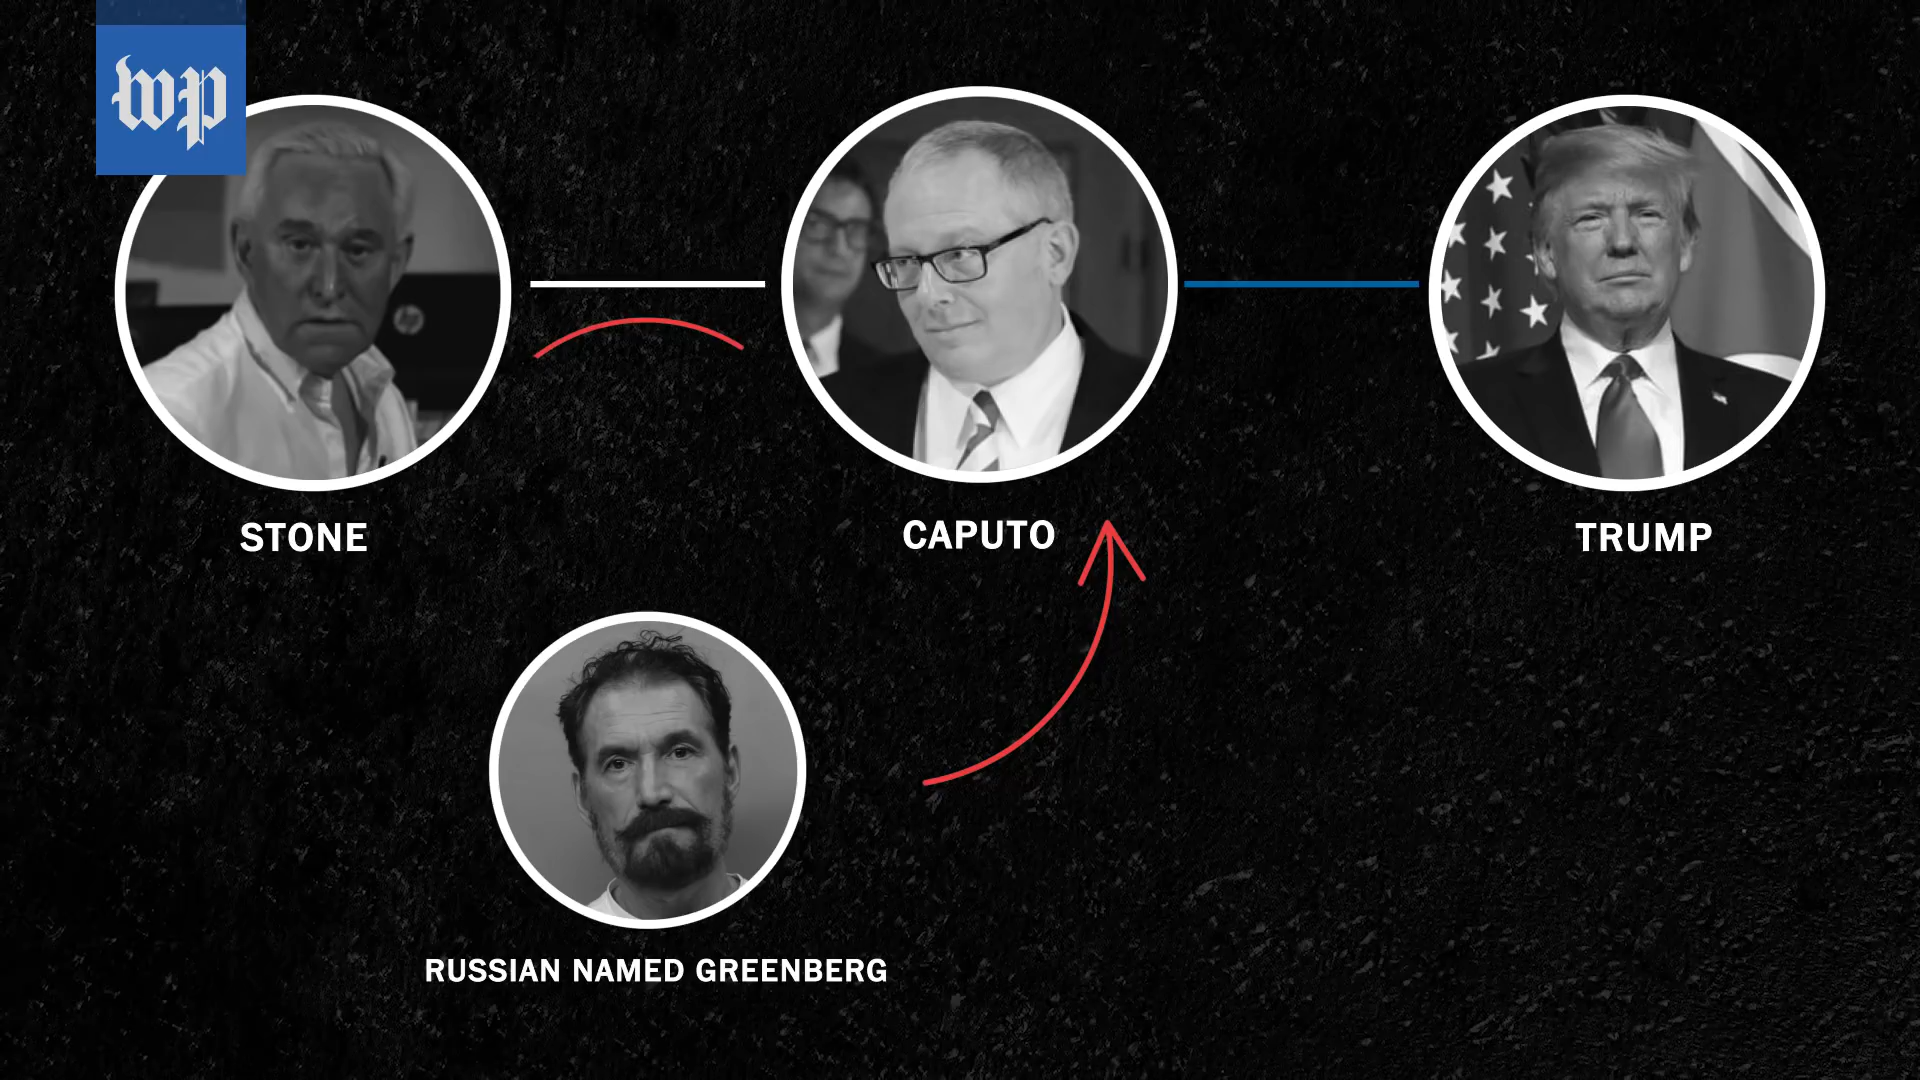 wp
STONE
CAPUTO
TRUMP
RUSSIAN NAMED GREENBERG